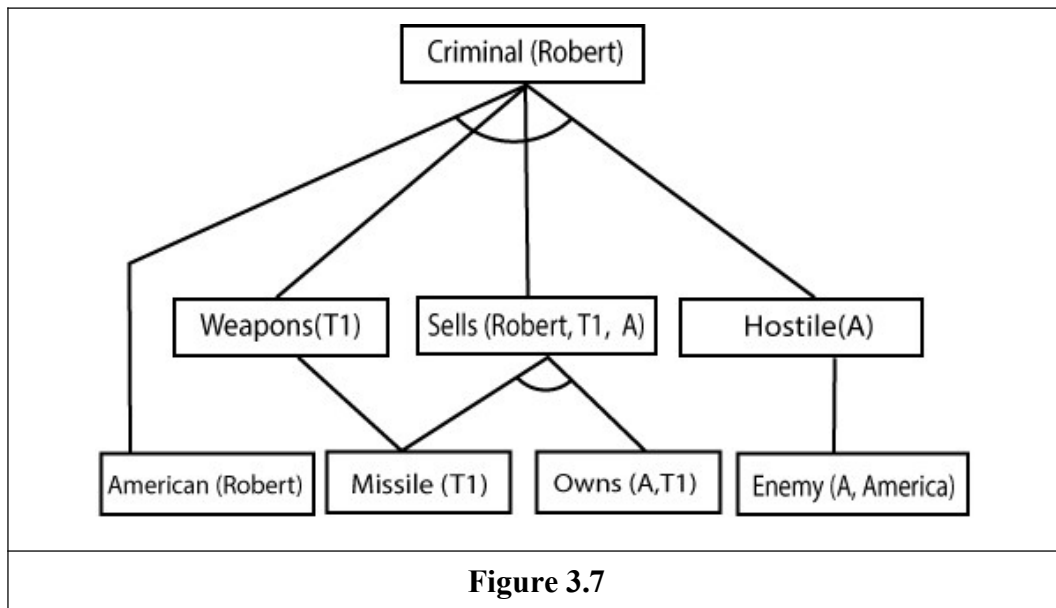 Criminal (Robert)
Weapons(T1)
Sells (Robert, T1, A)
Hostile(A)
American (Robert)
Missile (T1)
Owns (A,T1)
Enemy (A, America)
Figure 3.7